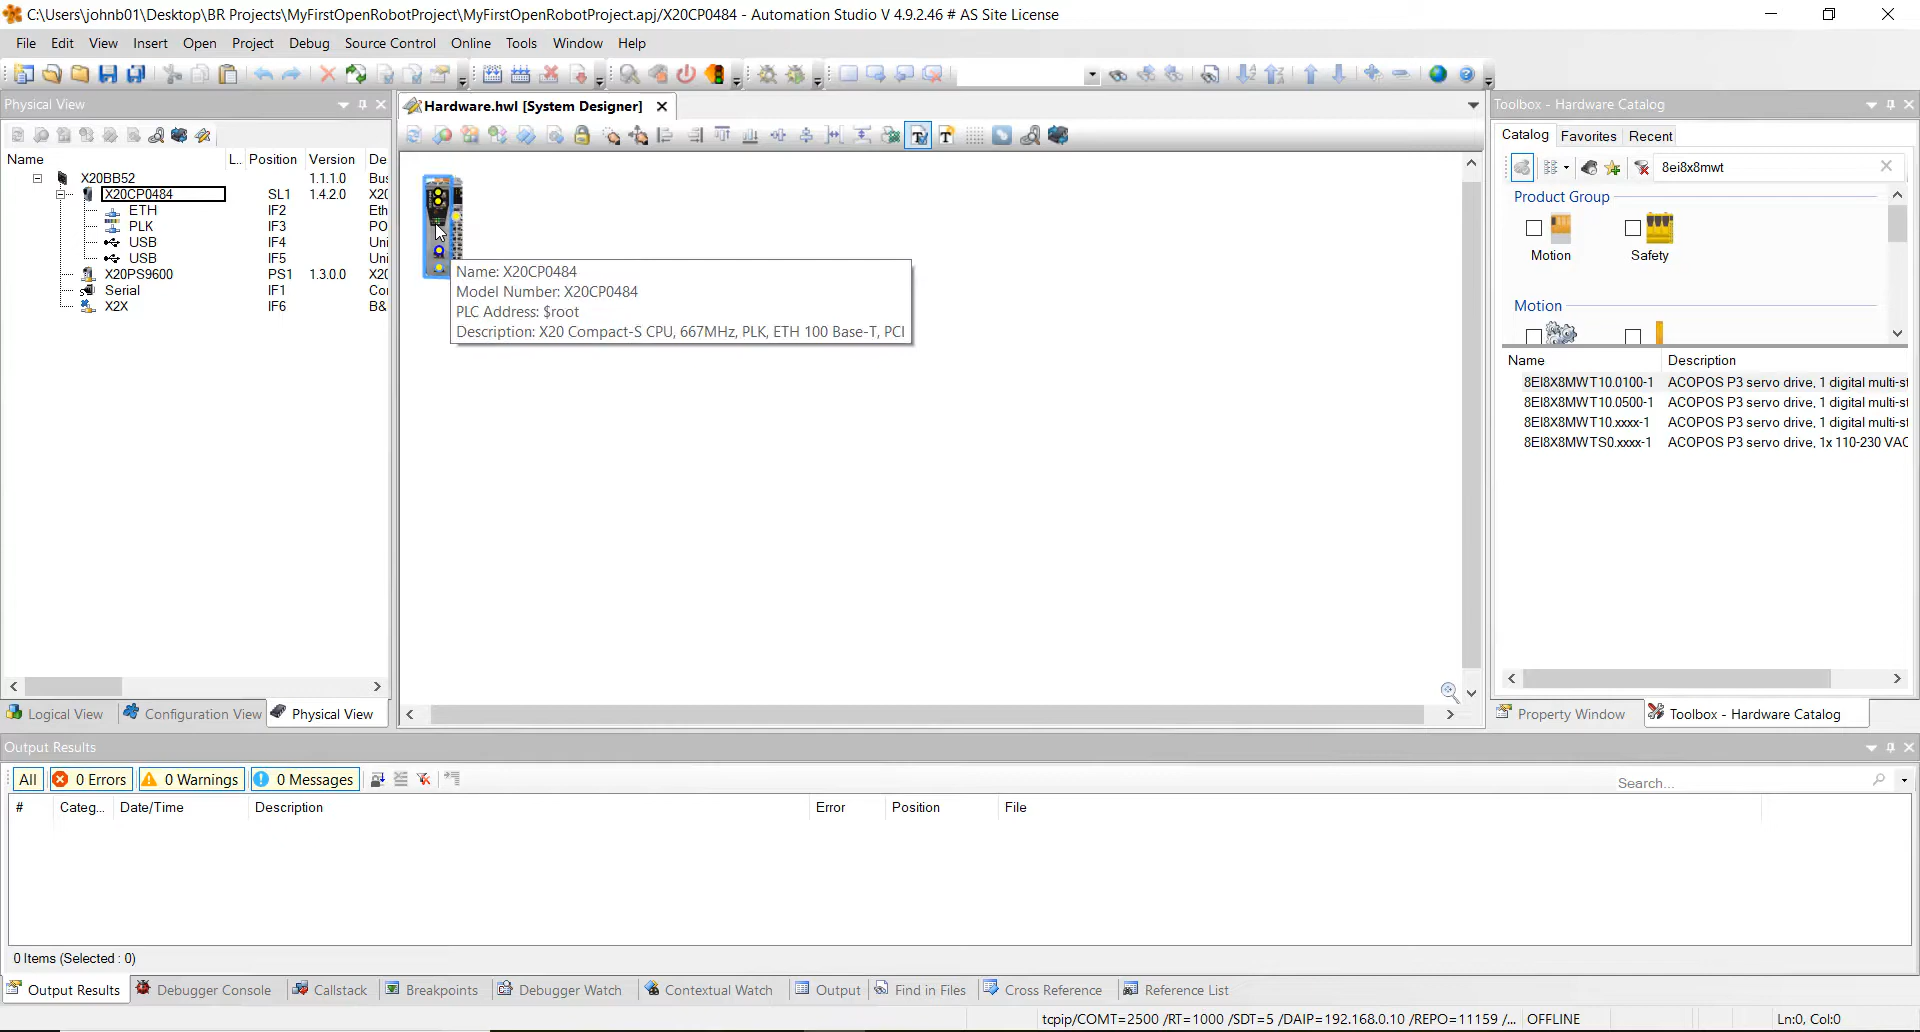 C:\Users\johnb01\Desktop\BR Projects\MyFirstOpenRobotProject\MyFirstOpenRobotProject.apj/X20CP0484 - Automation Studio V 4.9.2.46 # AS Site License
File Edit View Insert Open Project Debug Source Control Online Tools Window Help
Physical View
Name L.. Position Version De
X20BB52 1.1.1.0 Bus
X20CP0484 SL1 1.4.2.0 X20
ETH IF2 Eth
PLK IF3 PO
USB IF4 Uni
USB IF5 Uni
X20PS9600 PS1 1.3.0.0 X20
Serial IF1 Co
X2X IF6 B&
Logical View Configuration View Physical View
Hardware.hwl [System Designer]
Name: X20CP0484
Model Number: X20CP0484
PLC Address: $root
Description: X20 Compact-S CPU, 667MHz, PLK, ETH 100 Base-T, PCI
Toolbox - Hardware Catalog
Catalog Favorites Recent
8ei8x8mwt
Product Group
Motion Safety
Motion
Name Description
8EI8X8MWT10.0100-1 ACOPOS P3 servo drive, 1 digital multi-st
8EI8X8MWT10.0500-1 ACOPOS P3 servo drive, 1 digital multi-st
8EI8X8MWT10.xxxx-1 ACOPOS P3 servo drive, 1 digital multi-st
8EI8X8MWTS0.xxxx-1 ACOPOS P3 servo drive, 1x 110-230 VAC
Property Window Toolbox - Hardware Catalog
Output Results
All 0 Errors 0 Warnings 0 Messages Search...
# Categ... Date/Time Description Error Position File
0 Items (Selected : 0)
Output Results Debugger Console Callstack Breakpoints Debugger Watch Contextual Watch Output Find in Files Cross Reference Reference List
tcpip/COMT=2500 /RT=1000 /SDT=5 /DAIP=192.168.0.10 /REPO=11159 /... OFFLINE Ln:0, Col:0